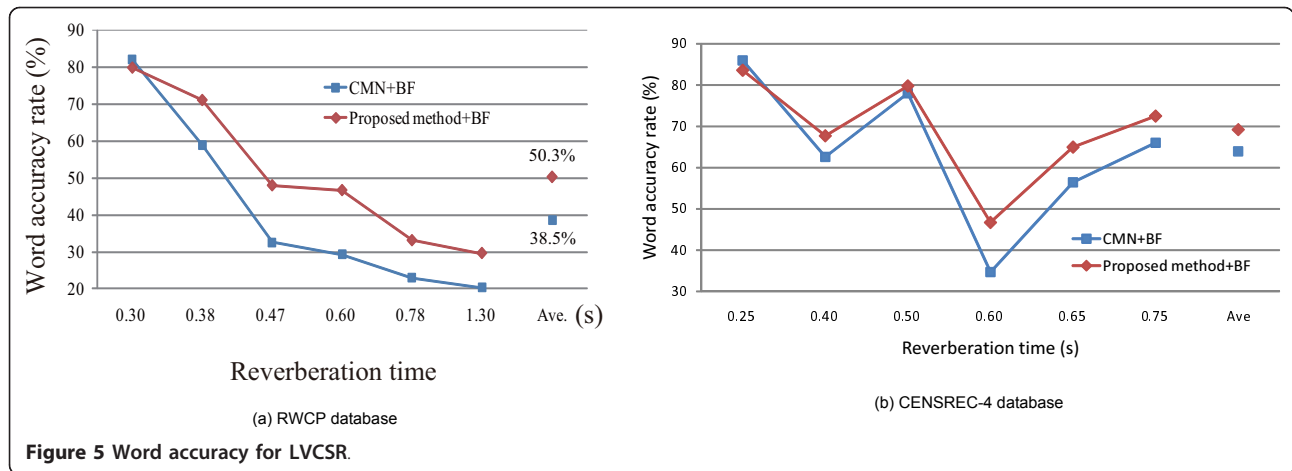 Word accuracy rate (%)
90
80
70
60
50
40
30
20
CMN+BF
Proposed method+BF
50.3%
38.5%
0.30 0.38 0.47 0.60 0.78 1.30 Ave. (s)
Reverberation time
(a) RWCP database
Word accuracy rate (%)
90
80
70
60
50
40
30
CMN+BF
Proposed method+BF
0.25 0.40 0.50 0.60 0.65 0.75 Ave
Reverberation time (s)
(b) CENSREC-4 database
Figure 5 Word accuracy for LVCSR.